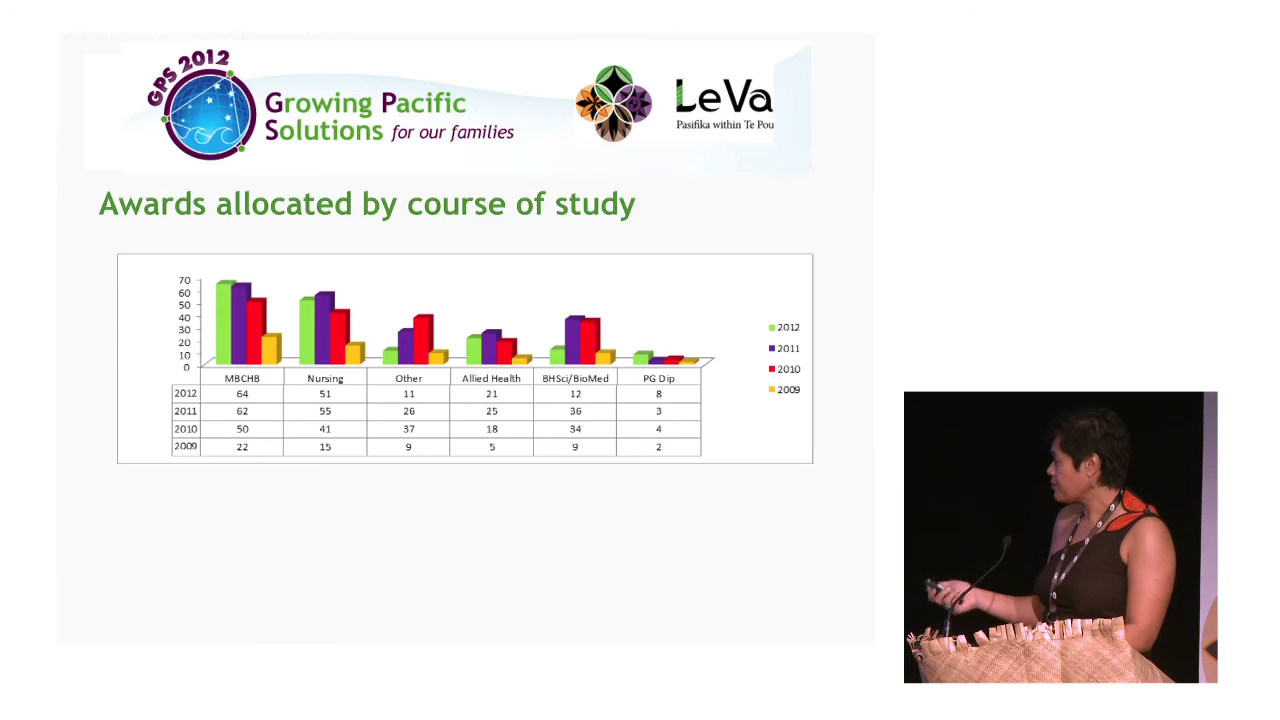 GPS 2012
Growing Pacific
Solutions for our families
LeVa
Pasifika within Te Pou
Awards allocated by course of study
70
60
50
40
30
20
10
0
2012
2011
2010
2009
MBCHB Nursing Other Allied Health BHSci/BioMed PG Dip
2012 64 51 11 21 12 8
2011 62 55 26 25 36 3
2010 50 41 37 18 34 4
2009 22 15 9 5 9 2